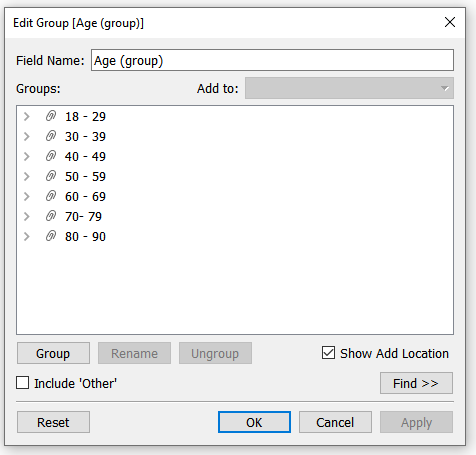 Edit Group [Age (group)]
Field Name: Age (group)
Groups: Add to:
18 - 29
30 - 39
40 - 49
50 - 59
60 - 69
70- 79
80 - 90
Group Rename Ungroup Show Add Location
Include 'Other' Find >>
Reset OK Cancel Apply